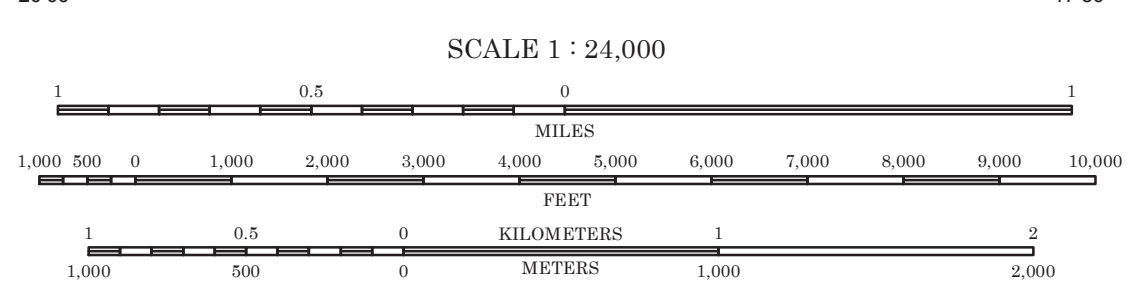 SCALE 1 : 24,000
1 0.5 0 1
MILES
1,000 500 0 1,000 2,000 3,000 4,000 5,000 6,000 7,000 8,000 9,000 10,000
FEET
1 0.5 0 KILOMETERS 1 2
1,000 500 0 METERS 1,000 2,000